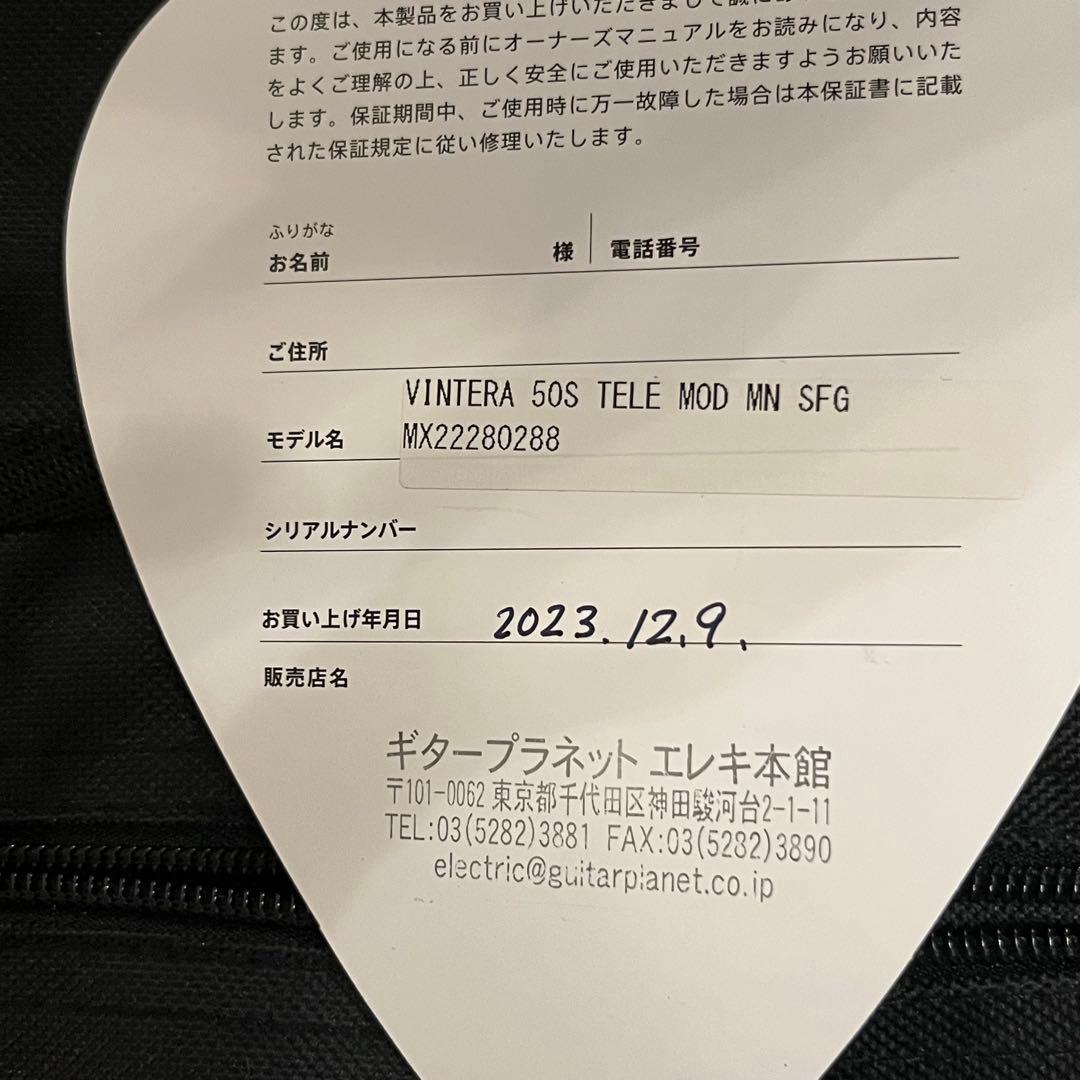 この度は、本製品をお買い上げいただきまして誠に
ます。ご使用になる前にオーナーズマニュアルをお読みになり、内容
をよくご理解の上、正しく安全にご使用いただきますようお願いいた
します。保証期間中、ご使用時に万一故障した場合は本保証書に記載
された保証規定に従い修理いたします。
ふりがな
お名前 様 電話番号
ご住所
VINTERA 50S TELE MOD MN SFG
モデル名 MX22280288
シリアルナンバー
お買い上げ年月日 2023.12.9.
販売店名
ギタープラネット エレキ本館
〒101-0062 東京都千代田区神田駿河台2-1-11
TEL:03(5282)3881 FAX:03(5282)3890
electric@guitarplanet.co.jp